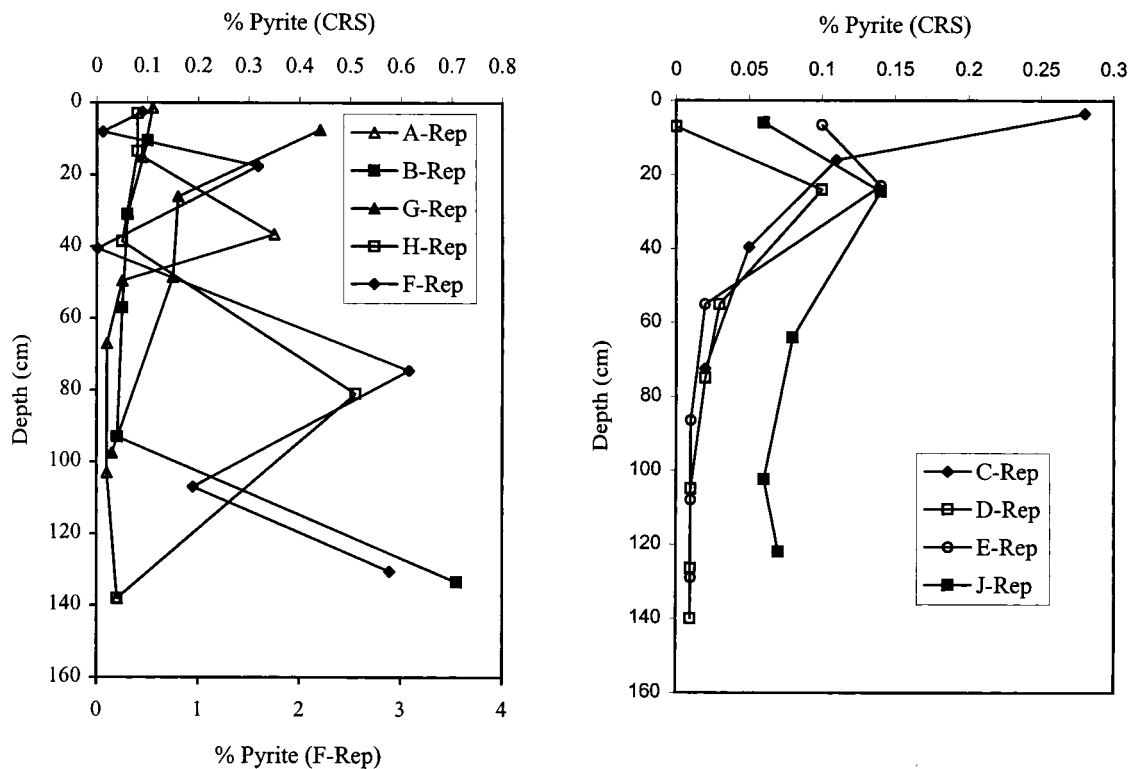 % Pyrite (CRS)
0 0.1 0.2 0.3 0.4 0.5 0.6 0.7 0.8
0
20
40
60
80
100
120
140
160
Depth (cm)
A-Rep
B-Rep
G-Rep
H-Rep
F-Rep
0 1 2 3 4
% Pyrite (F-Rep)
% Pyrite (CRS)
0 0.05 0.1 0.15 0.2 0.25 0.3
0
20
40
60
80
100
120
140
160
Depth (cm)
C-Rep
D-Rep
E-Rep
J-Rep